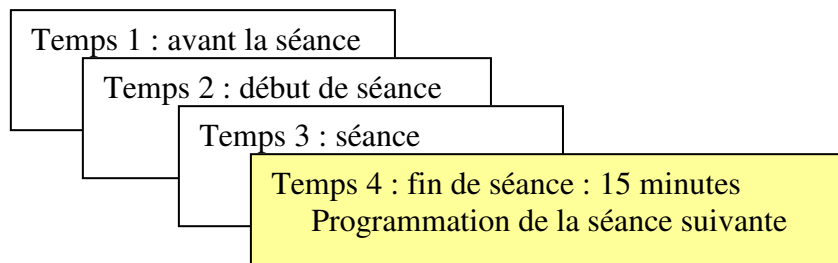 Temps 1 : avant la séance
Temps 2 : début de séance
Temps 3 : séance
Temps 4 : fin de séance : 15 minutes
Programmation de la séance suivante